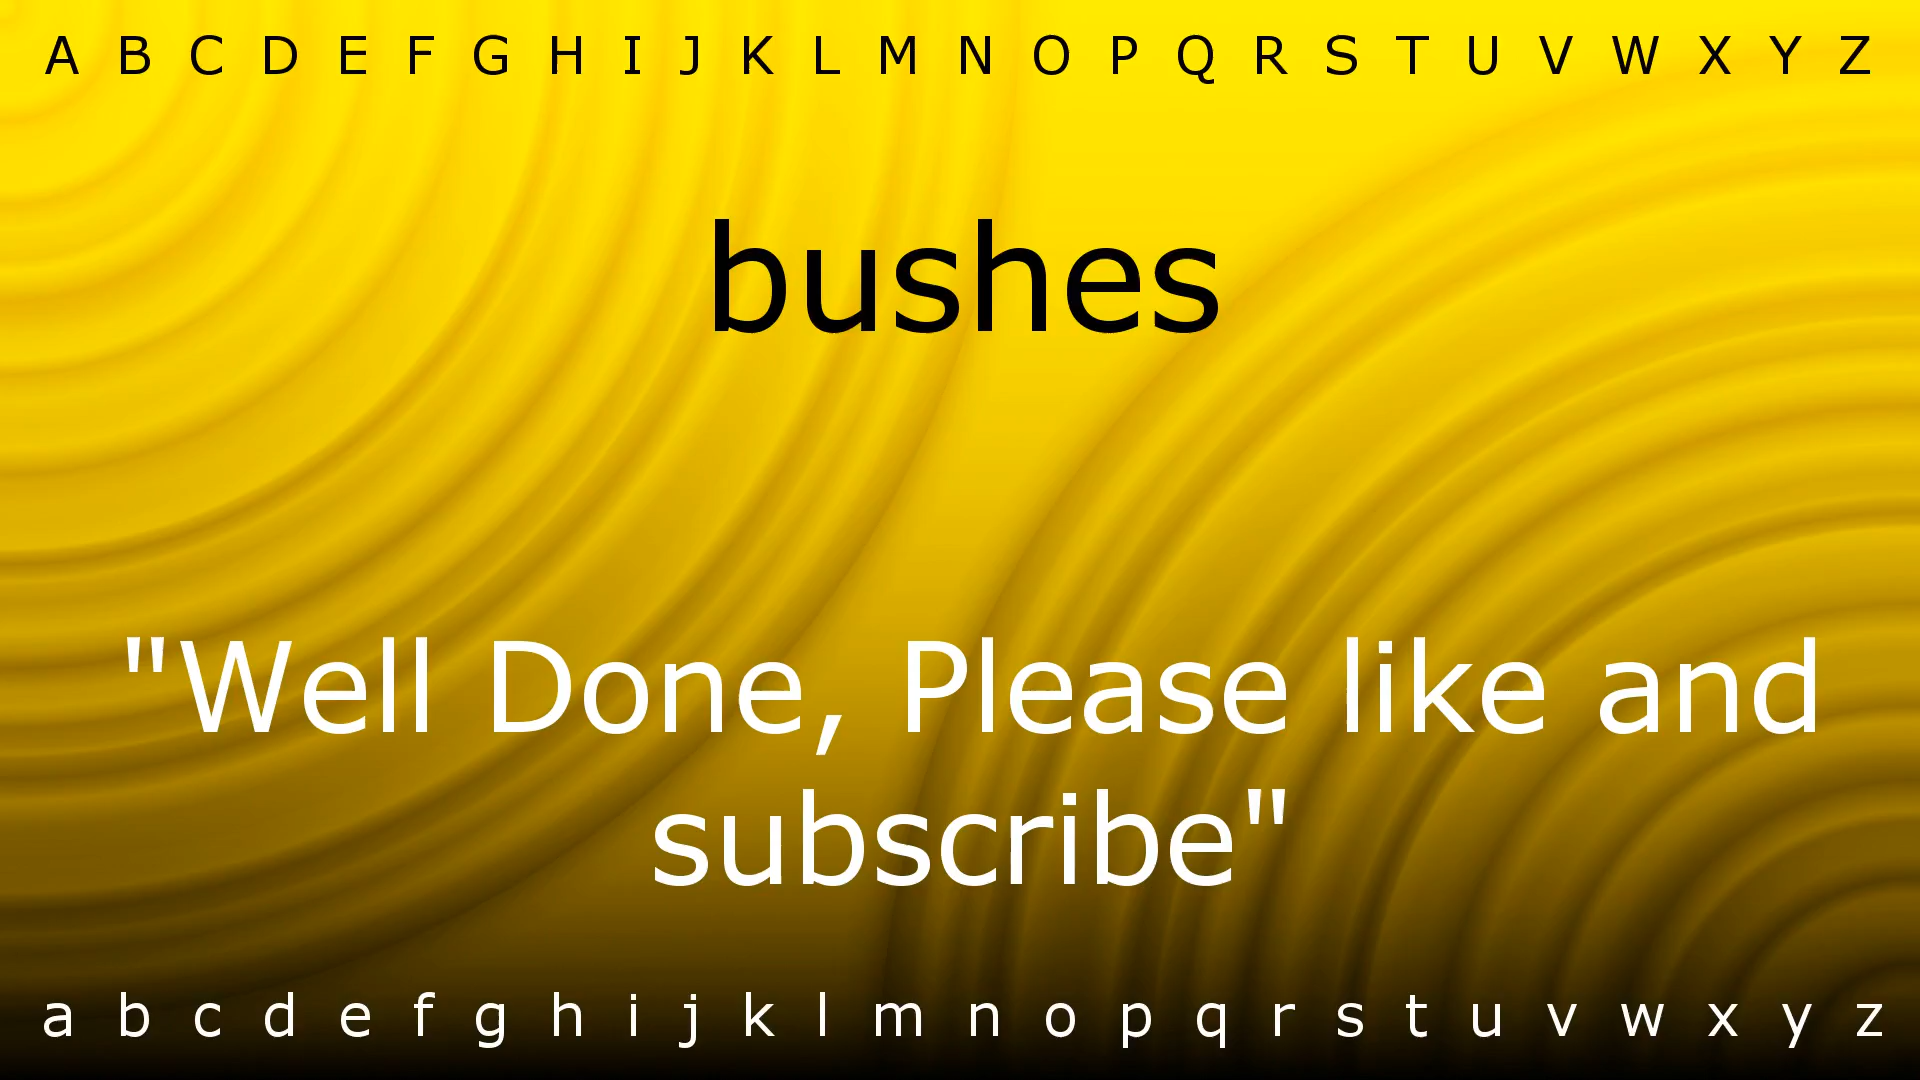 A B C D E F G H I J K L M N O P Q R S T U V W X Y Z
bushes
"Well Done, Please like and
subscribe"
a b c d e f g h i j k l m n o p q r s t u v w x y z